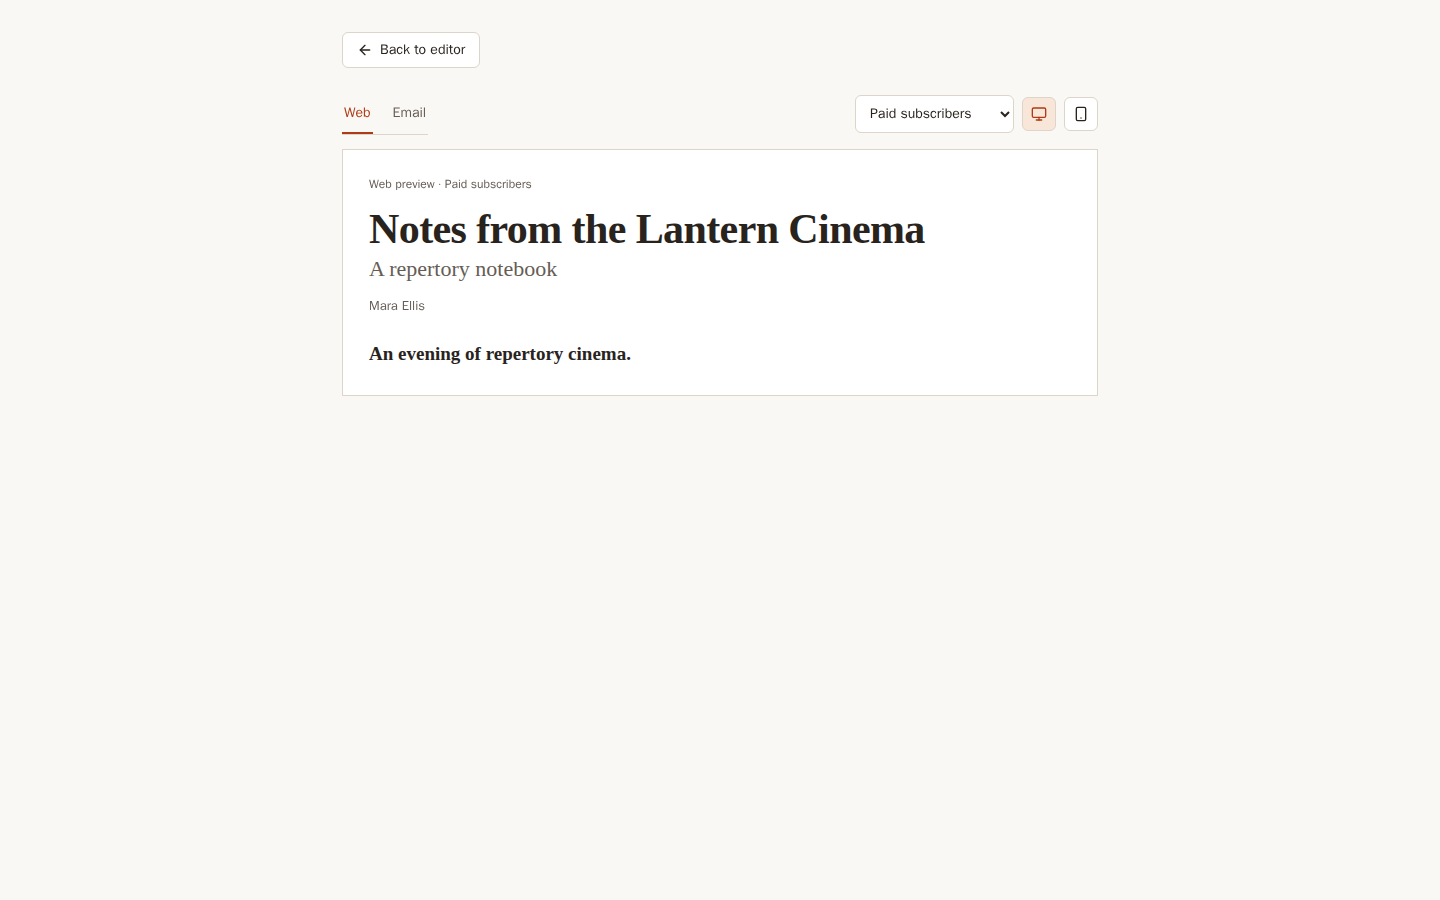 Back to editor
Web Email Paid subscribers
Web preview · Paid subscribers
Notes from the Lantern Cinema
A repertory notebook
Mara Ellis
An evening of repertory cinema.